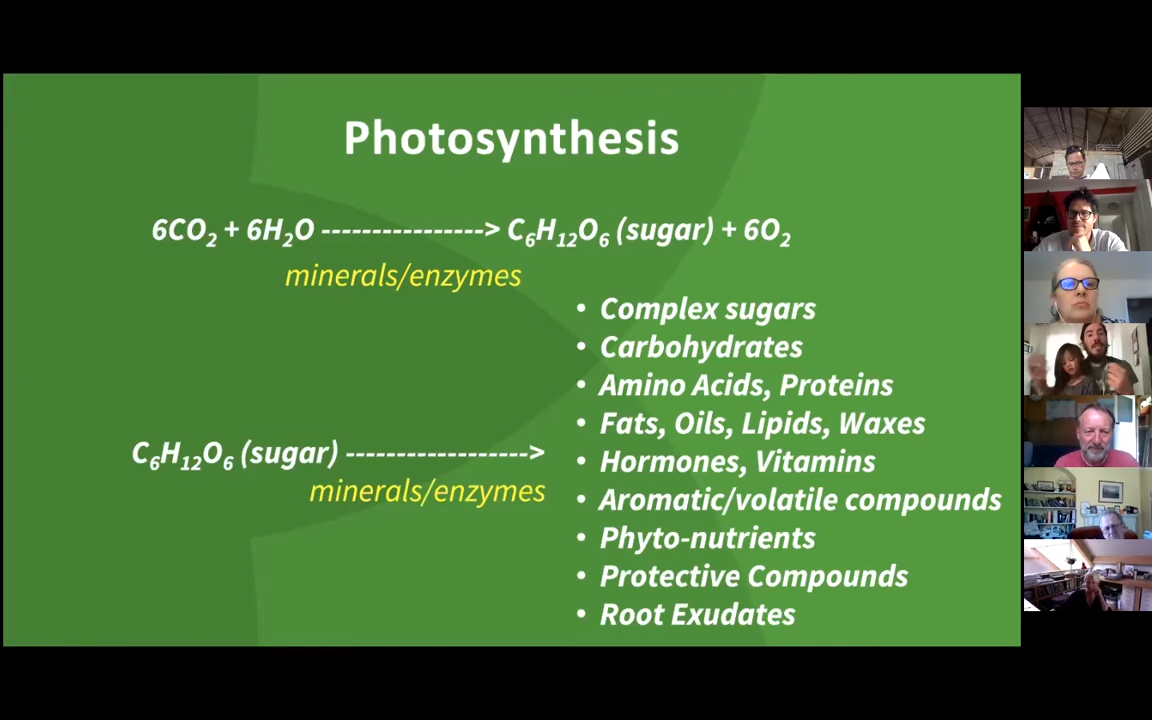 Photosynthesis
6CO₂ + 6H₂O ----------------> C₆H₁₂O₆ (sugar) + 6O₂
minerals/enzymes
• Complex sugars
• Carbohydrates
• Amino Acids, Proteins
• Fats, Oils, Lipids, Waxes
C₆H₁₂O₆ (sugar) ------------------>
minerals/enzymes
• Hormones, Vitamins
• Aromatic/volatile compounds
• Phyto-nutrients
• Protective Compounds
• Root Exudates